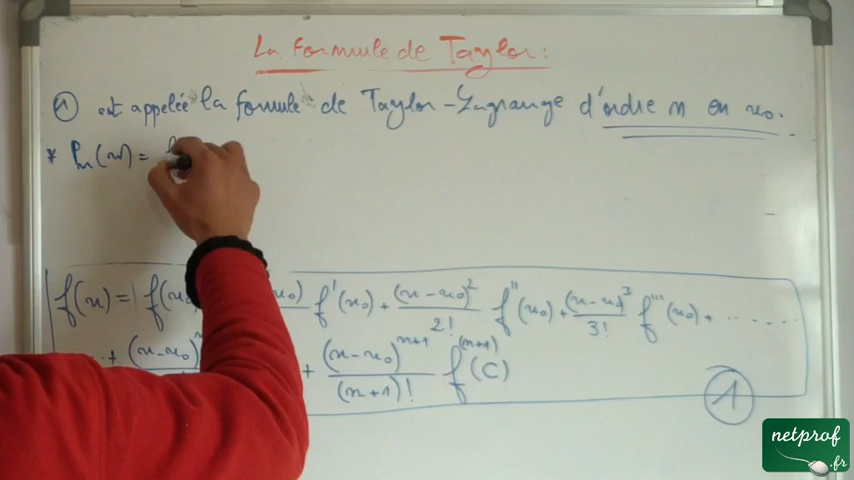 La formule de Taylor :
① est appelée la formule de Taylor-Lagrange d'ordre n en x₀.
* Pₙ(x) = f
f(x) = f(x₀) f'(x₀) + (x-x₀)²/2! f''(x₀) + (x-x₀)³/3! f'''(x₀) + ......
..+ (x-x₀) + (x-x₀)ⁿ⁺¹/(n+1)! f⁽ⁿ⁺¹⁾(C)
①
netprof
.fr